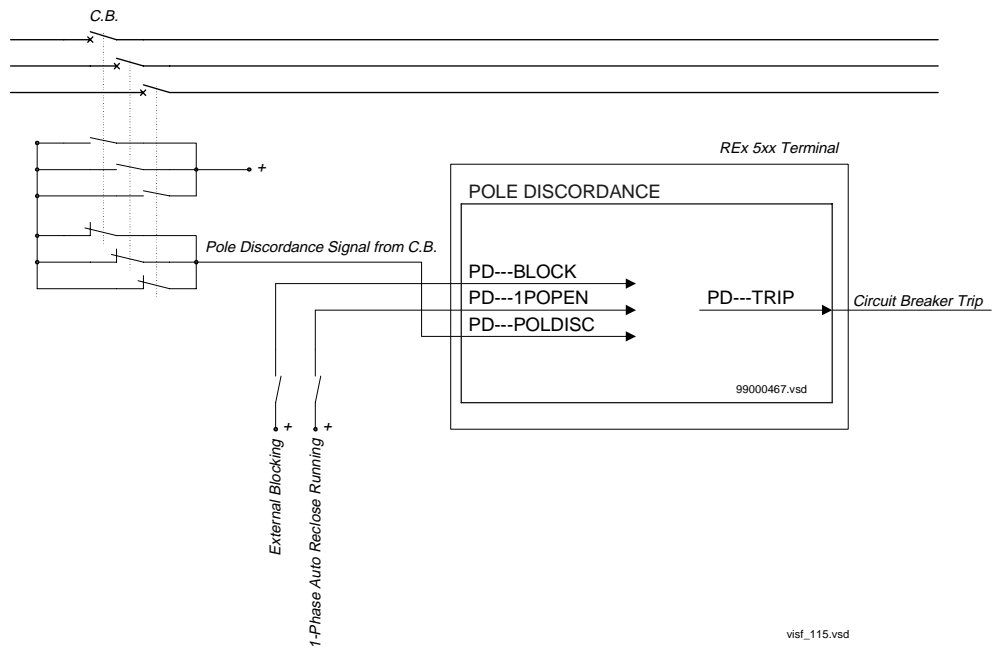 C.B.
+
REx 5xx Terminal
POLE DISCORDANCE
Pole Discordance Signal from C.B.
PD---BLOCK
PD---1POPEN
PD---POLDISC
PD---TRIP
Circuit Breaker Trip
99000467.vsd
+
+
External Blocking
1-Phase Auto Reclose Running
visf_115.vsd